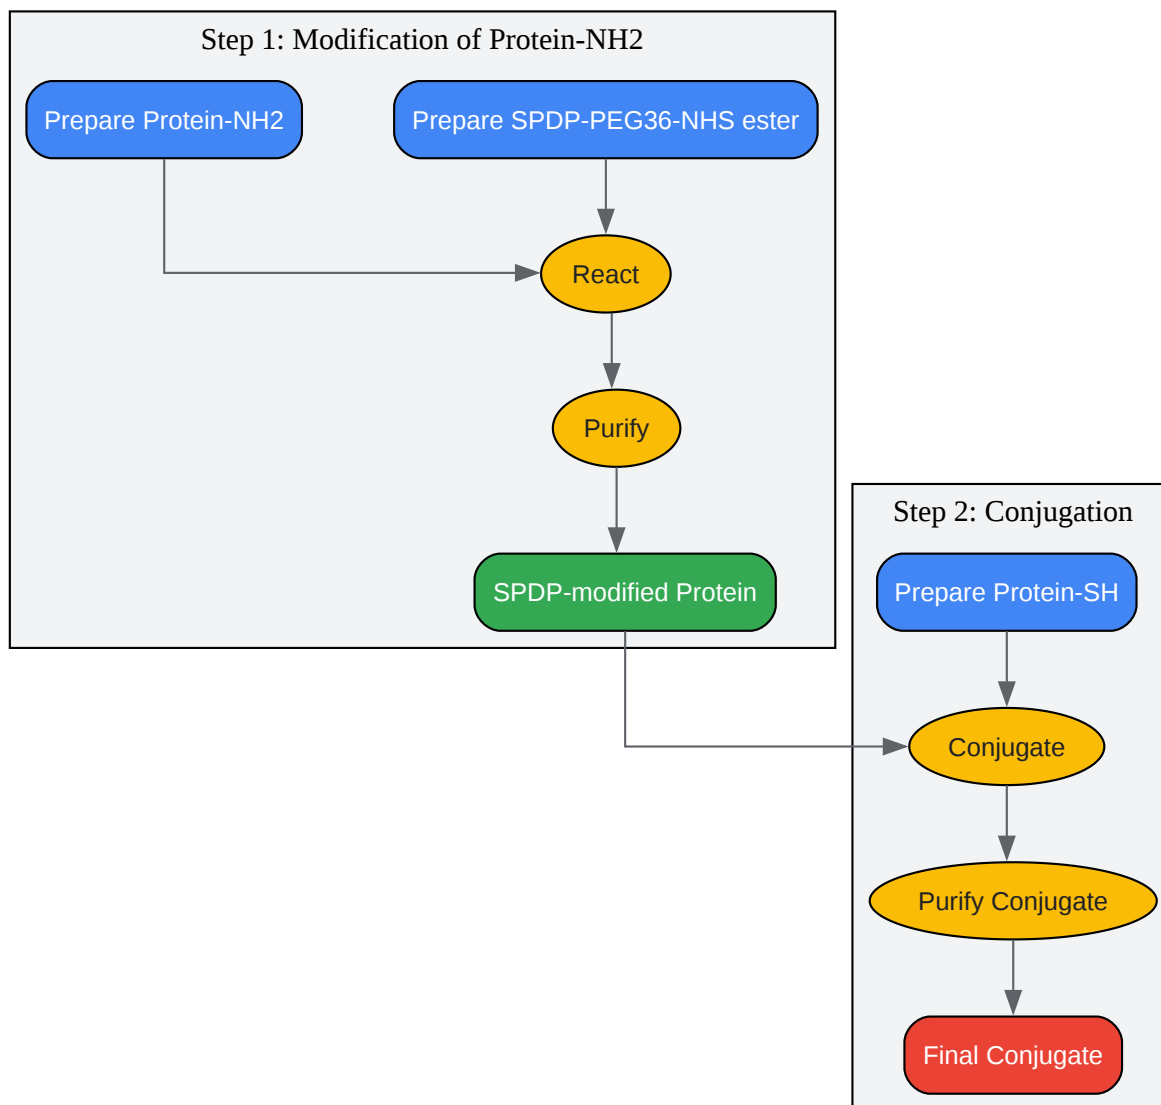 Step 1: Modification of Protein-NH2
Prepare Protein-NH2
Prepare SPDP-PEG36-NHS ester
React
Purify
SPDP-modified Protein
Step 2: Conjugation
Prepare Protein-SH
Conjugate
Purify Conjugate
Final Conjugate